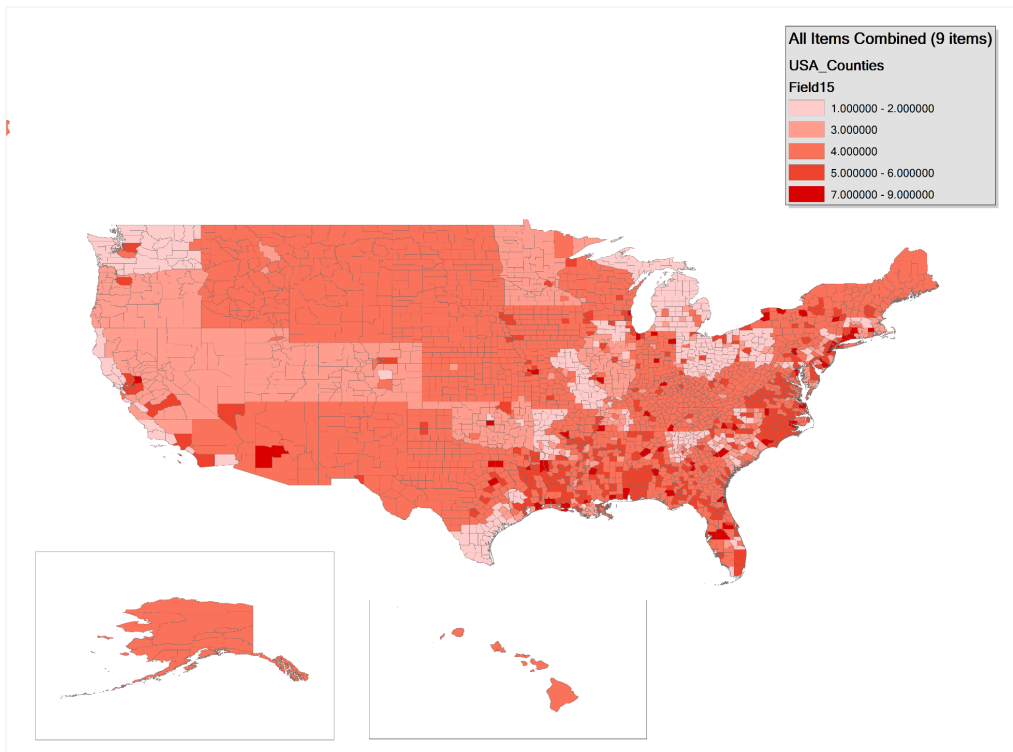 All Items Combined (9 items)
USA_Counties
Field15
1.000000 - 2.000000
3.000000
4.000000
5.000000 - 6.000000
7.000000 - 9.000000